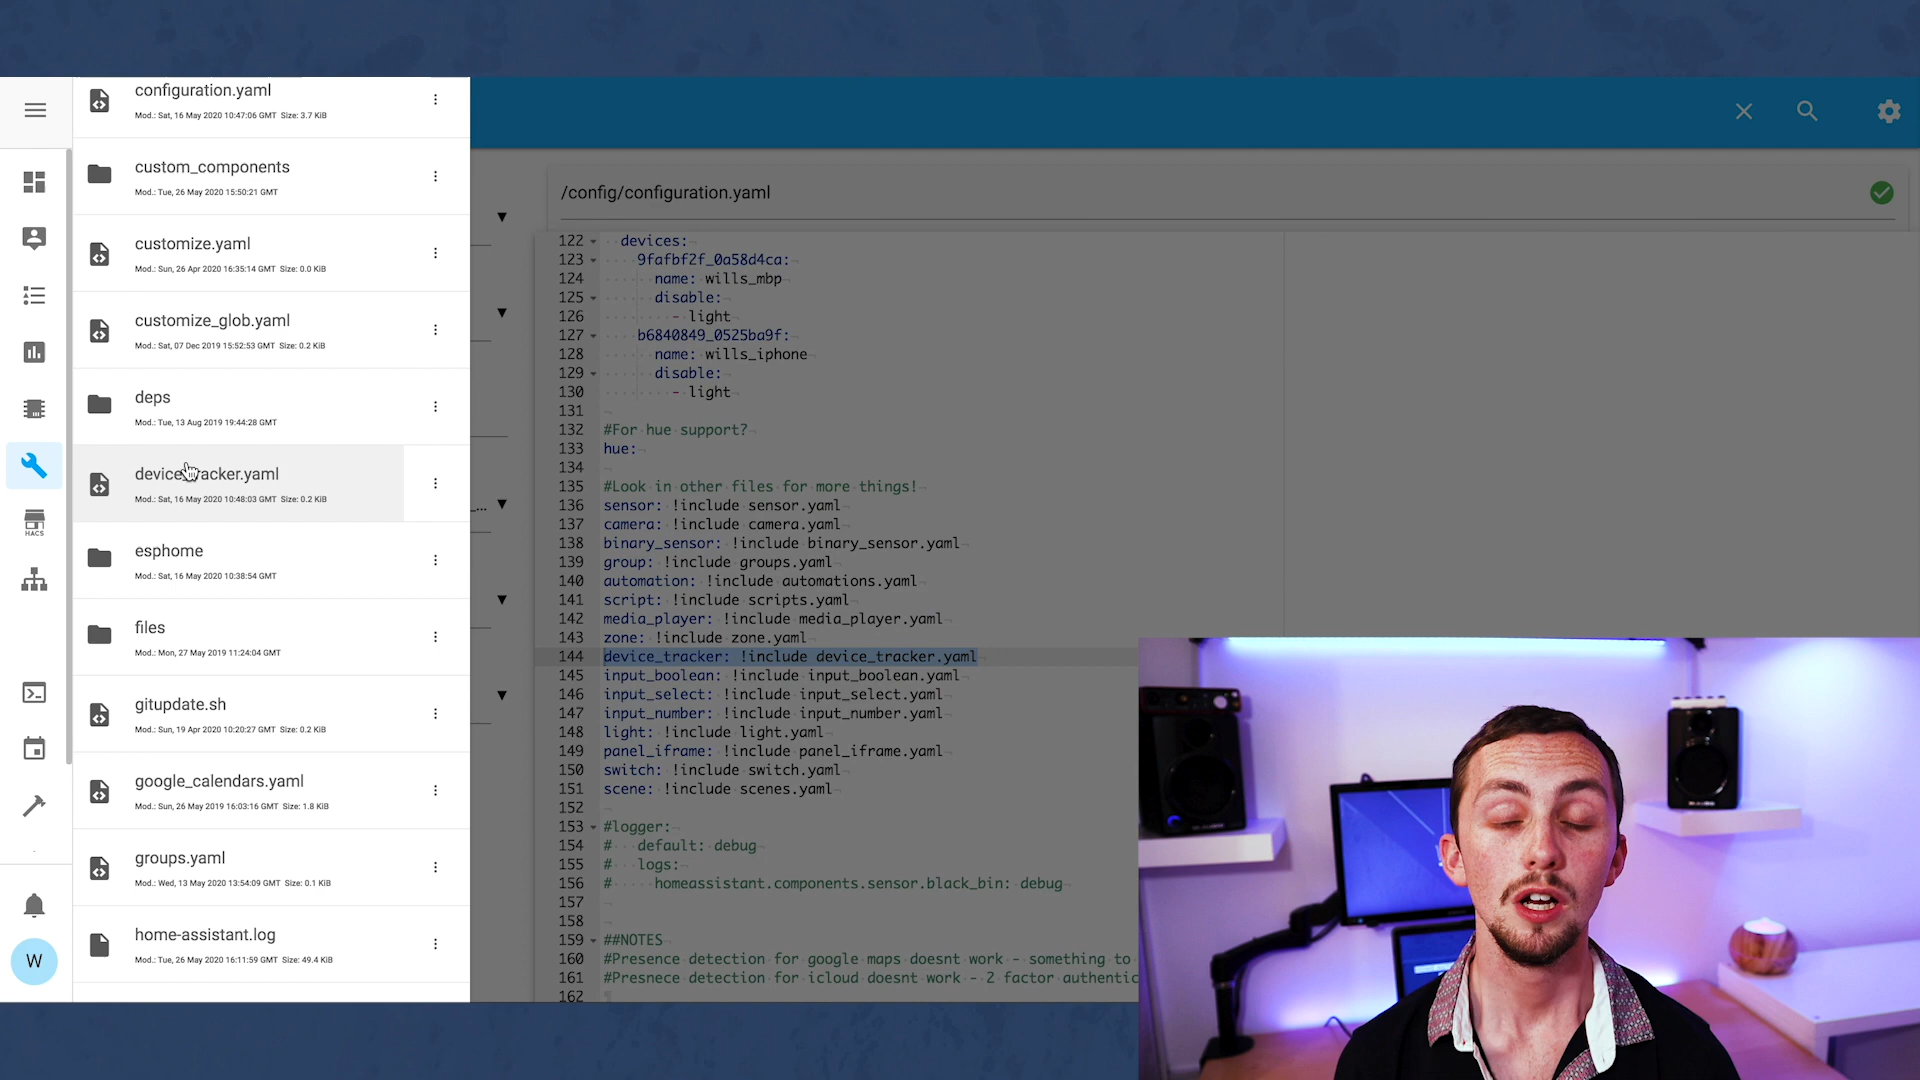 configuration.yaml
Mod.: Sat, 16 May 2020 10:47:06 GMT Size: 3.7 KiB
custom_components
Mod.: Tue, 26 May 2020 15:50:21 GMT
customize.yaml
Mod.: Sun, 26 Apr 2020 16:35:14 GMT Size: 0.0 KiB
customize_glob.yaml
Mod.: Sat, 07 Dec 2019 15:52:53 GMT Size: 0.2 KiB
deps
Mod.: Tue, 13 Aug 2019 19:44:28 GMT
device_tracker.yaml
Mod.: Sat, 16 May 2020 10:48:03 GMT Size: 0.2 KiB
esphome
Mod.: Sat, 16 May 2020 10:38:54 GMT
files
Mod.: Mon, 27 May 2019 11:24:04 GMT
gitupdate.sh
Mod.: Sun, 19 Apr 2020 10:20:27 GMT Size: 0.2 KiB
google_calendars.yaml
Mod.: Sun, 26 May 2019 16:03:16 GMT Size: 1.8 KiB
groups.yaml
Mod.: Wed, 13 May 2020 13:54:09 GMT Size: 0.1 KiB
home-assistant.log
Mod.: Tue, 26 May 2020 16:11:59 GMT Size: 49.4 KiB
HACS
W
/config/configuration.yaml
122 devices:
123 9fafbf2f_0a58d4ca:
124 name: wills_mbp
125 disable:
126 - light
127 b6840849_0525ba9f:
128 name: wills_iphone
129 disable:
130 - light
131
132 #For hue support?
133 hue:
134
135 #Look in other files for more things!
136 sensor: !include sensor.yaml
137 camera: !include camera.yaml
138 binary_sensor: !include binary_sensor.yaml
139 group: !include groups.yaml
140 automation: !include automations.yaml
141 script: !include scripts.yaml
142 media_player: !include media_player.yaml
143 zone: !include zone.yaml
144 device_tracker: !include device_tracker.yaml
145 input_boolean: !include input_boolean.yaml
146 input_select: !include input_select.yaml
147 input_number: !include input_number.yaml
148 light: !include light.yaml
149 panel_iframe: !include panel_iframe.yaml
150 switch: !include switch.yaml
151 scene: !include scenes.yaml
152
153 #logger:
154 # default: debug
155 # logs:
156 # homeassistant.components.sensor.black_bin: debug
157
158
159 ##NOTES
160 #Presence detection for google maps doesnt work - something to
161 #Presnece detection for icloud doesnt work - 2 factor authentic
162